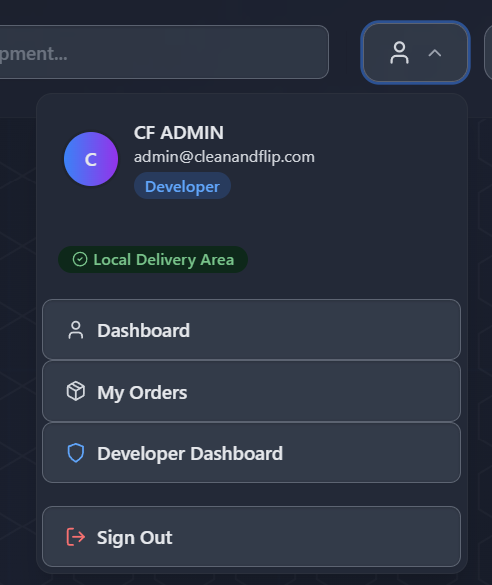 pment...
CF ADMIN
C
admin@cleanandflip.com
Developer
Local Delivery Area
Dashboard
My Orders
Developer Dashboard
Sign Out